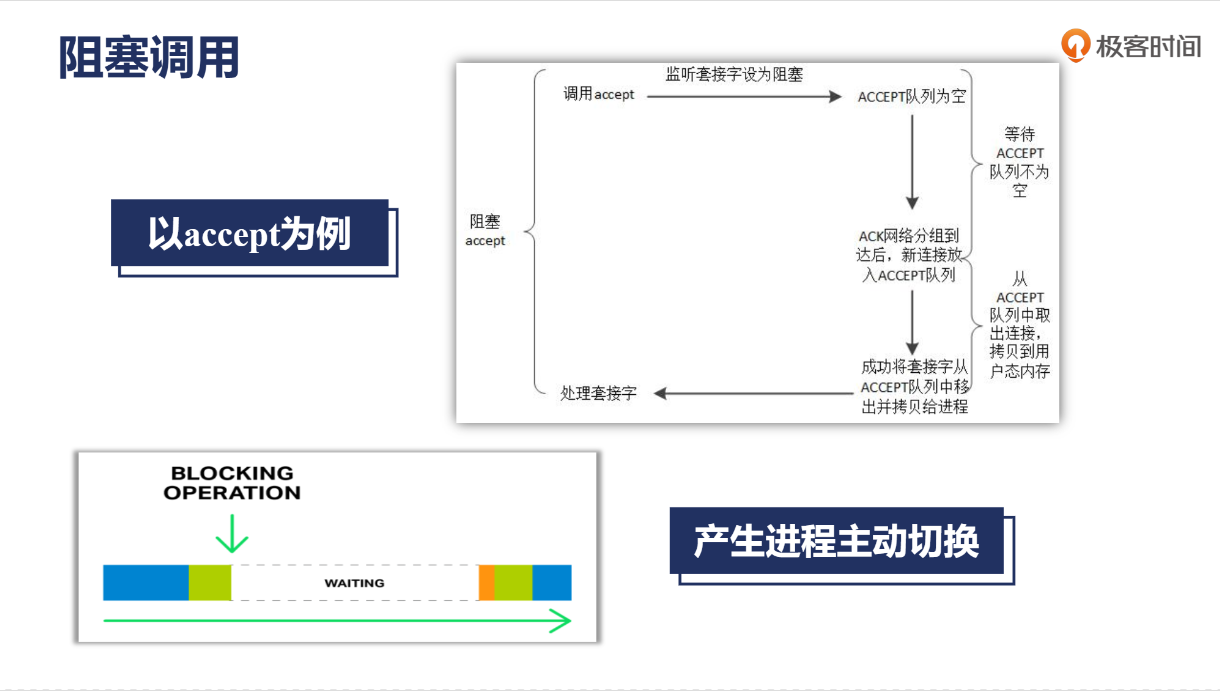 阻塞调用
极客时间
监听套接字设为阻塞
调用accept
ACCEPT队列为空
等待
ACCEPT
队列不为
空
以accept为例
阻塞
accept
ACK网络分组到
达后，新连接放
入ACCEPT队列
从
ACCEPT
队列中取
出连接，
拷贝到用
户态内存
成功将套接字从
ACCEPT队列中移
出并拷贝给进程
处理套接字
BLOCKING
OPERATION
WAITING
产生进程主动切换